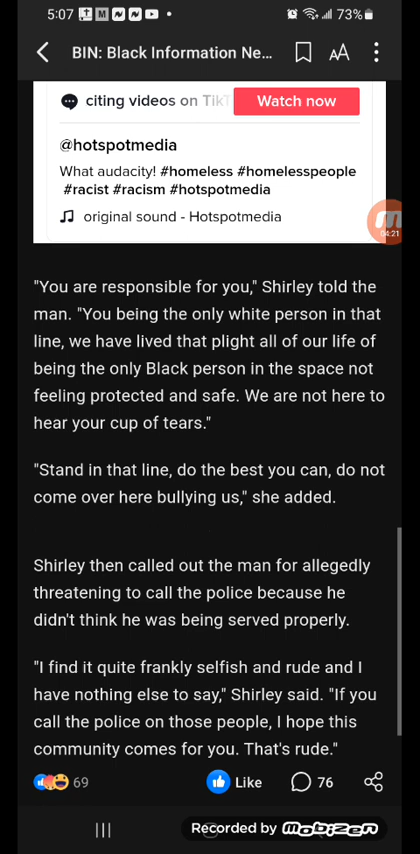 5:07
73%
BIN: Black Information Ne...
AA
citing videos on TikT
Watch now
@hotspotmedia
What audacity! #homeless #homelesspeople
#racist #racism #hotspotmedia
original sound - Hotspotmedia
04:21
"You are responsible for you," Shirley told the
man. "You being the only white person in that
line, we have lived that plight all of our life of
being the only Black person in the space not
feeling protected and safe. We are not here to
hear your cup of tears."
"Stand in that line, do the best you can, do not
come over here bullying us," she added.
Shirley then called out the man for allegedly
threatening to call the police because he
didn't think he was being served properly.
"I find it quite frankly selfish and rude and I
have nothing else to say," Shirley said. "If you
call the police on those people, I hope this
community comes for you. That's rude."
69
Like
76
Recorded by mobizen